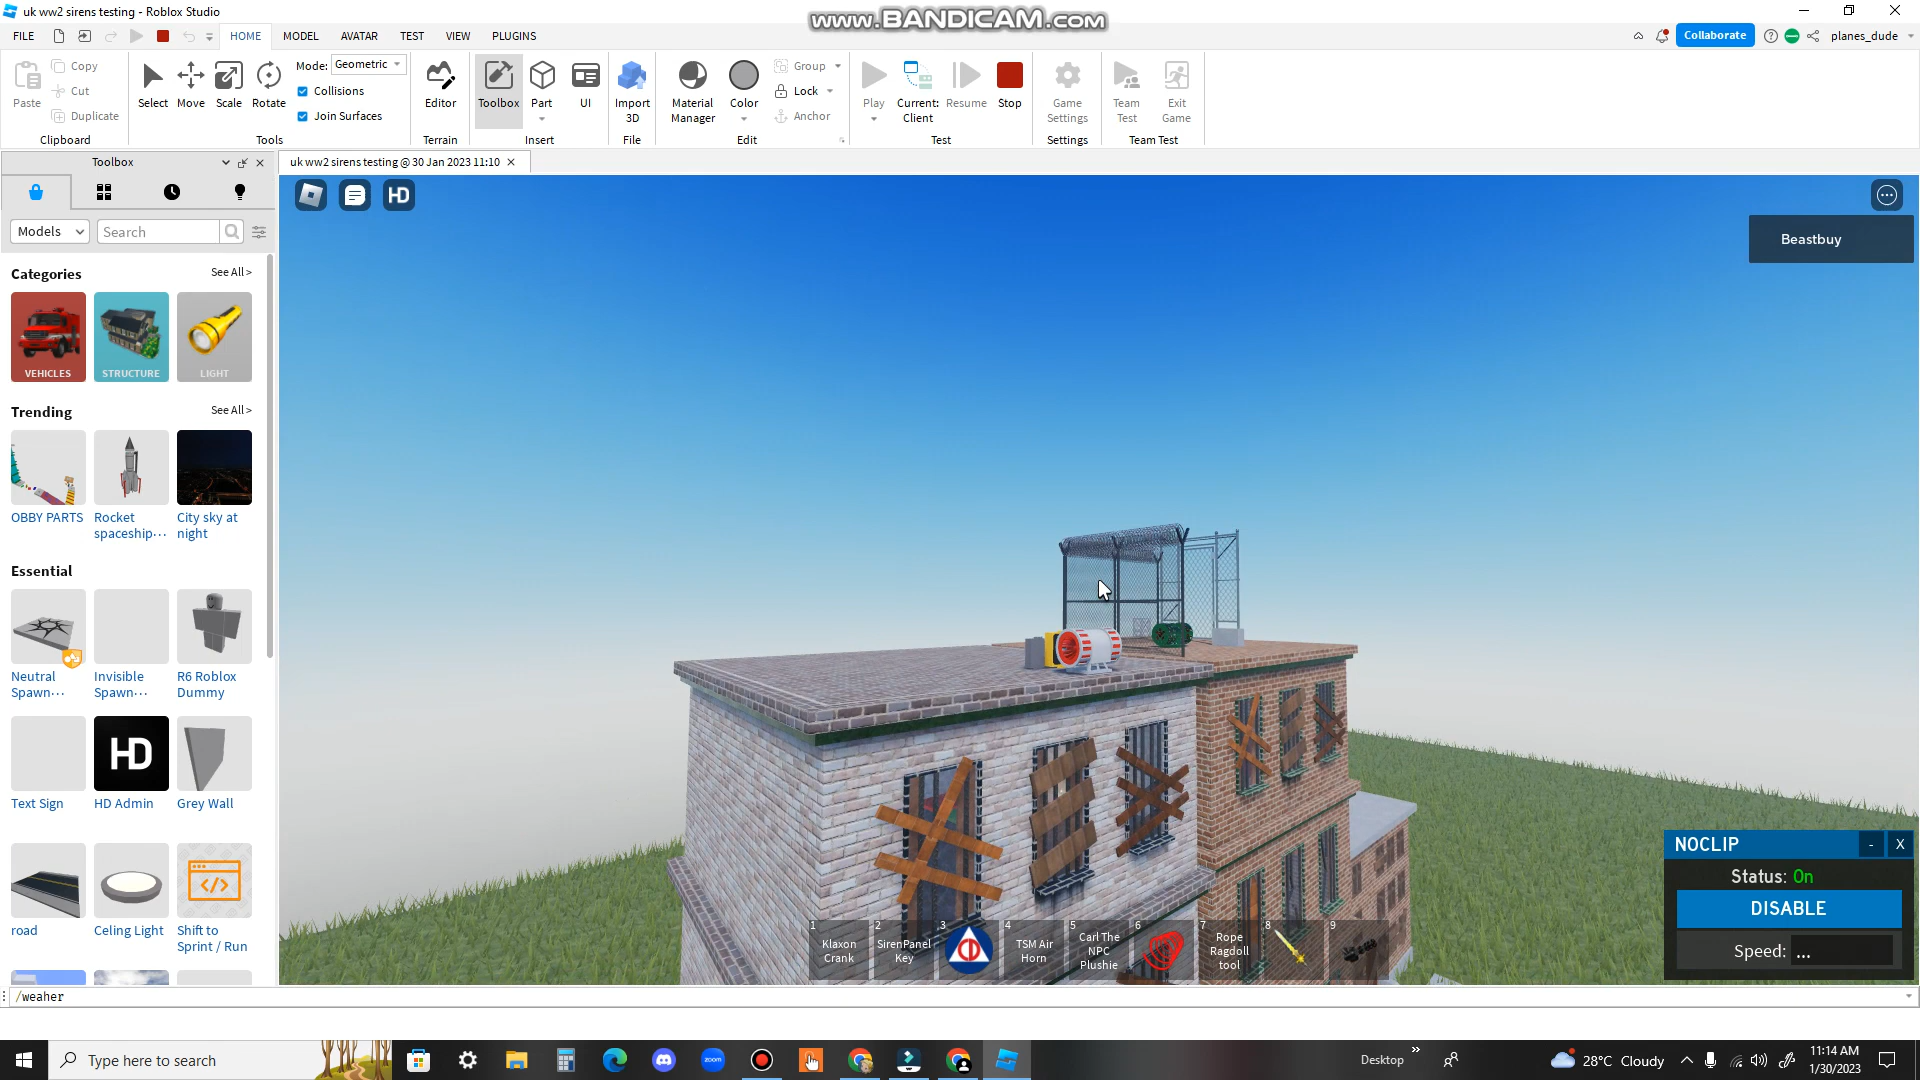 uk ww2 sirens testing - Roblox Studio
www.BANDICAM.com
FILE HOME MODEL AVATAR TEST VIEW PLUGINS
Collaborate
planes_dude
Paste
Copy
Cut
Duplicate
Clipboard
Select Move Scale Rotate
Mode: Geometric
Collisions
Join Surfaces
Tools
Editor
Terrain
Toolbox Part UI
Insert
Import 3D
File
Material Manager
Color
Group
Lock
Anchor
Edit
Play
Current: Client
Resume
Stop
Test
Game Settings
Settings
Team Test
Exit Game
Team Test
Toolbox
uk ww2 sirens testing @ 30 Jan 2023 11:10
Models
Search
Categories
See All >
VEHICLES STRUCTURE LIGHT
Trending
See All >
OBBY PARTS
Rocket spaceship...
City sky at night
Essential
Neutral Spawn...
Invisible Spawn...
R6 Roblox Dummy
HD
Text Sign
HD Admin
Grey Wall
road
Celing Light
Shift to Sprint / Run
HD
Beastbuy
NOCLIP - X
Status: On
DISABLE
Speed: ...
1 Klaxon Crank
2 SirenPanel Key
3
4 TSM Air Horn
5 Carl The NPC Plushie
6
7 Rope Ragdoll tool
8
9
/weaher
Type here to search
zoom
Desktop
28°C Cloudy
11:14 AM
1/30/2023